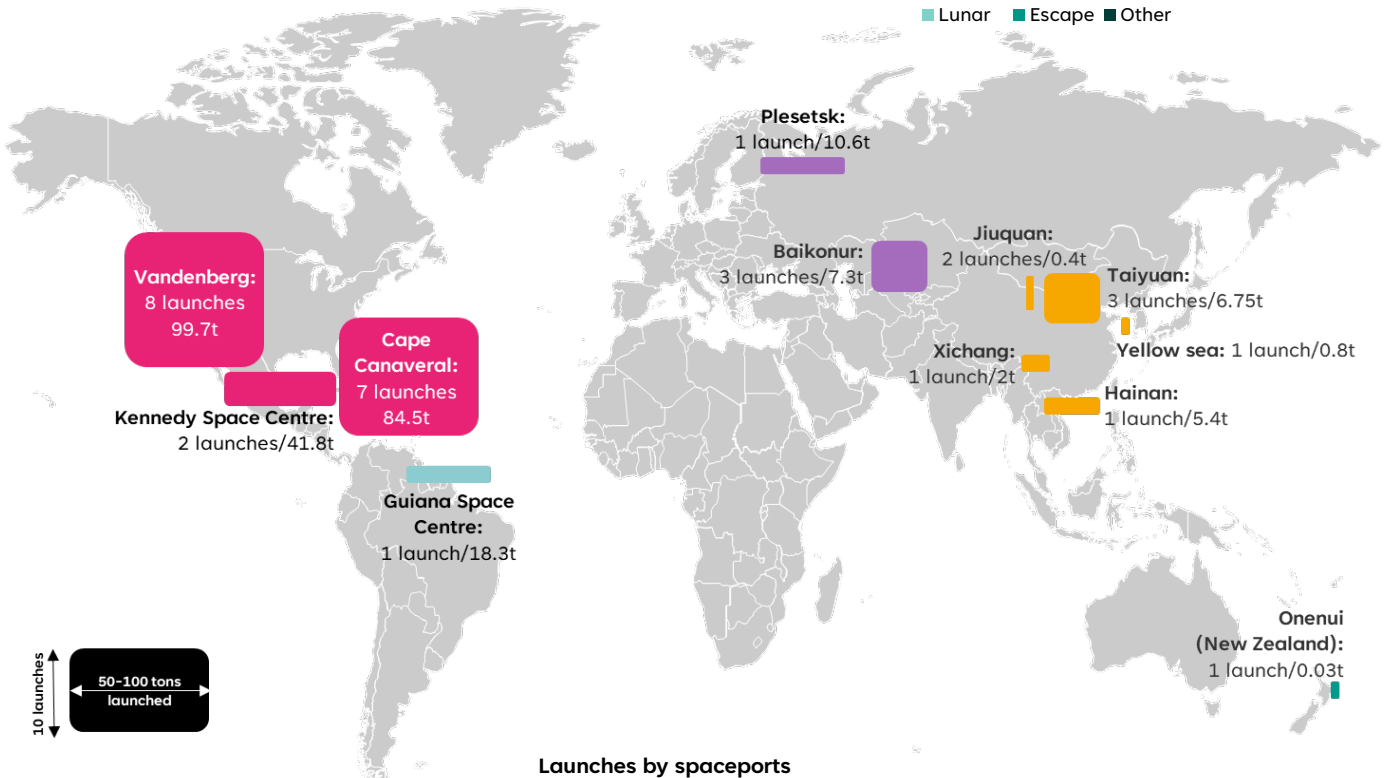 Lunar Escape Other
Plesetsk:
1 launch/10.6t
Vandenberg:
8 launches
99.7t
Baikonur:
3 launches/7.3t
Jiuquan:
2 launches/0.4t
Taiyuan:
3 launches/6.75t
Cape
Canaveral:
7 launches
84.5t
Yellow sea: 1 launch/0.8t
Xichang:
1 launch/2t
Kennedy Space Centre:
2 launches/41.8t
Hainan:
1 launch/5.4t
Guiana Space
Centre:
1 launch/18.3t
Onenui
(New Zealand):
1 launch/0.03t
10 launches
50-100 tons
launched
Launches by spaceports